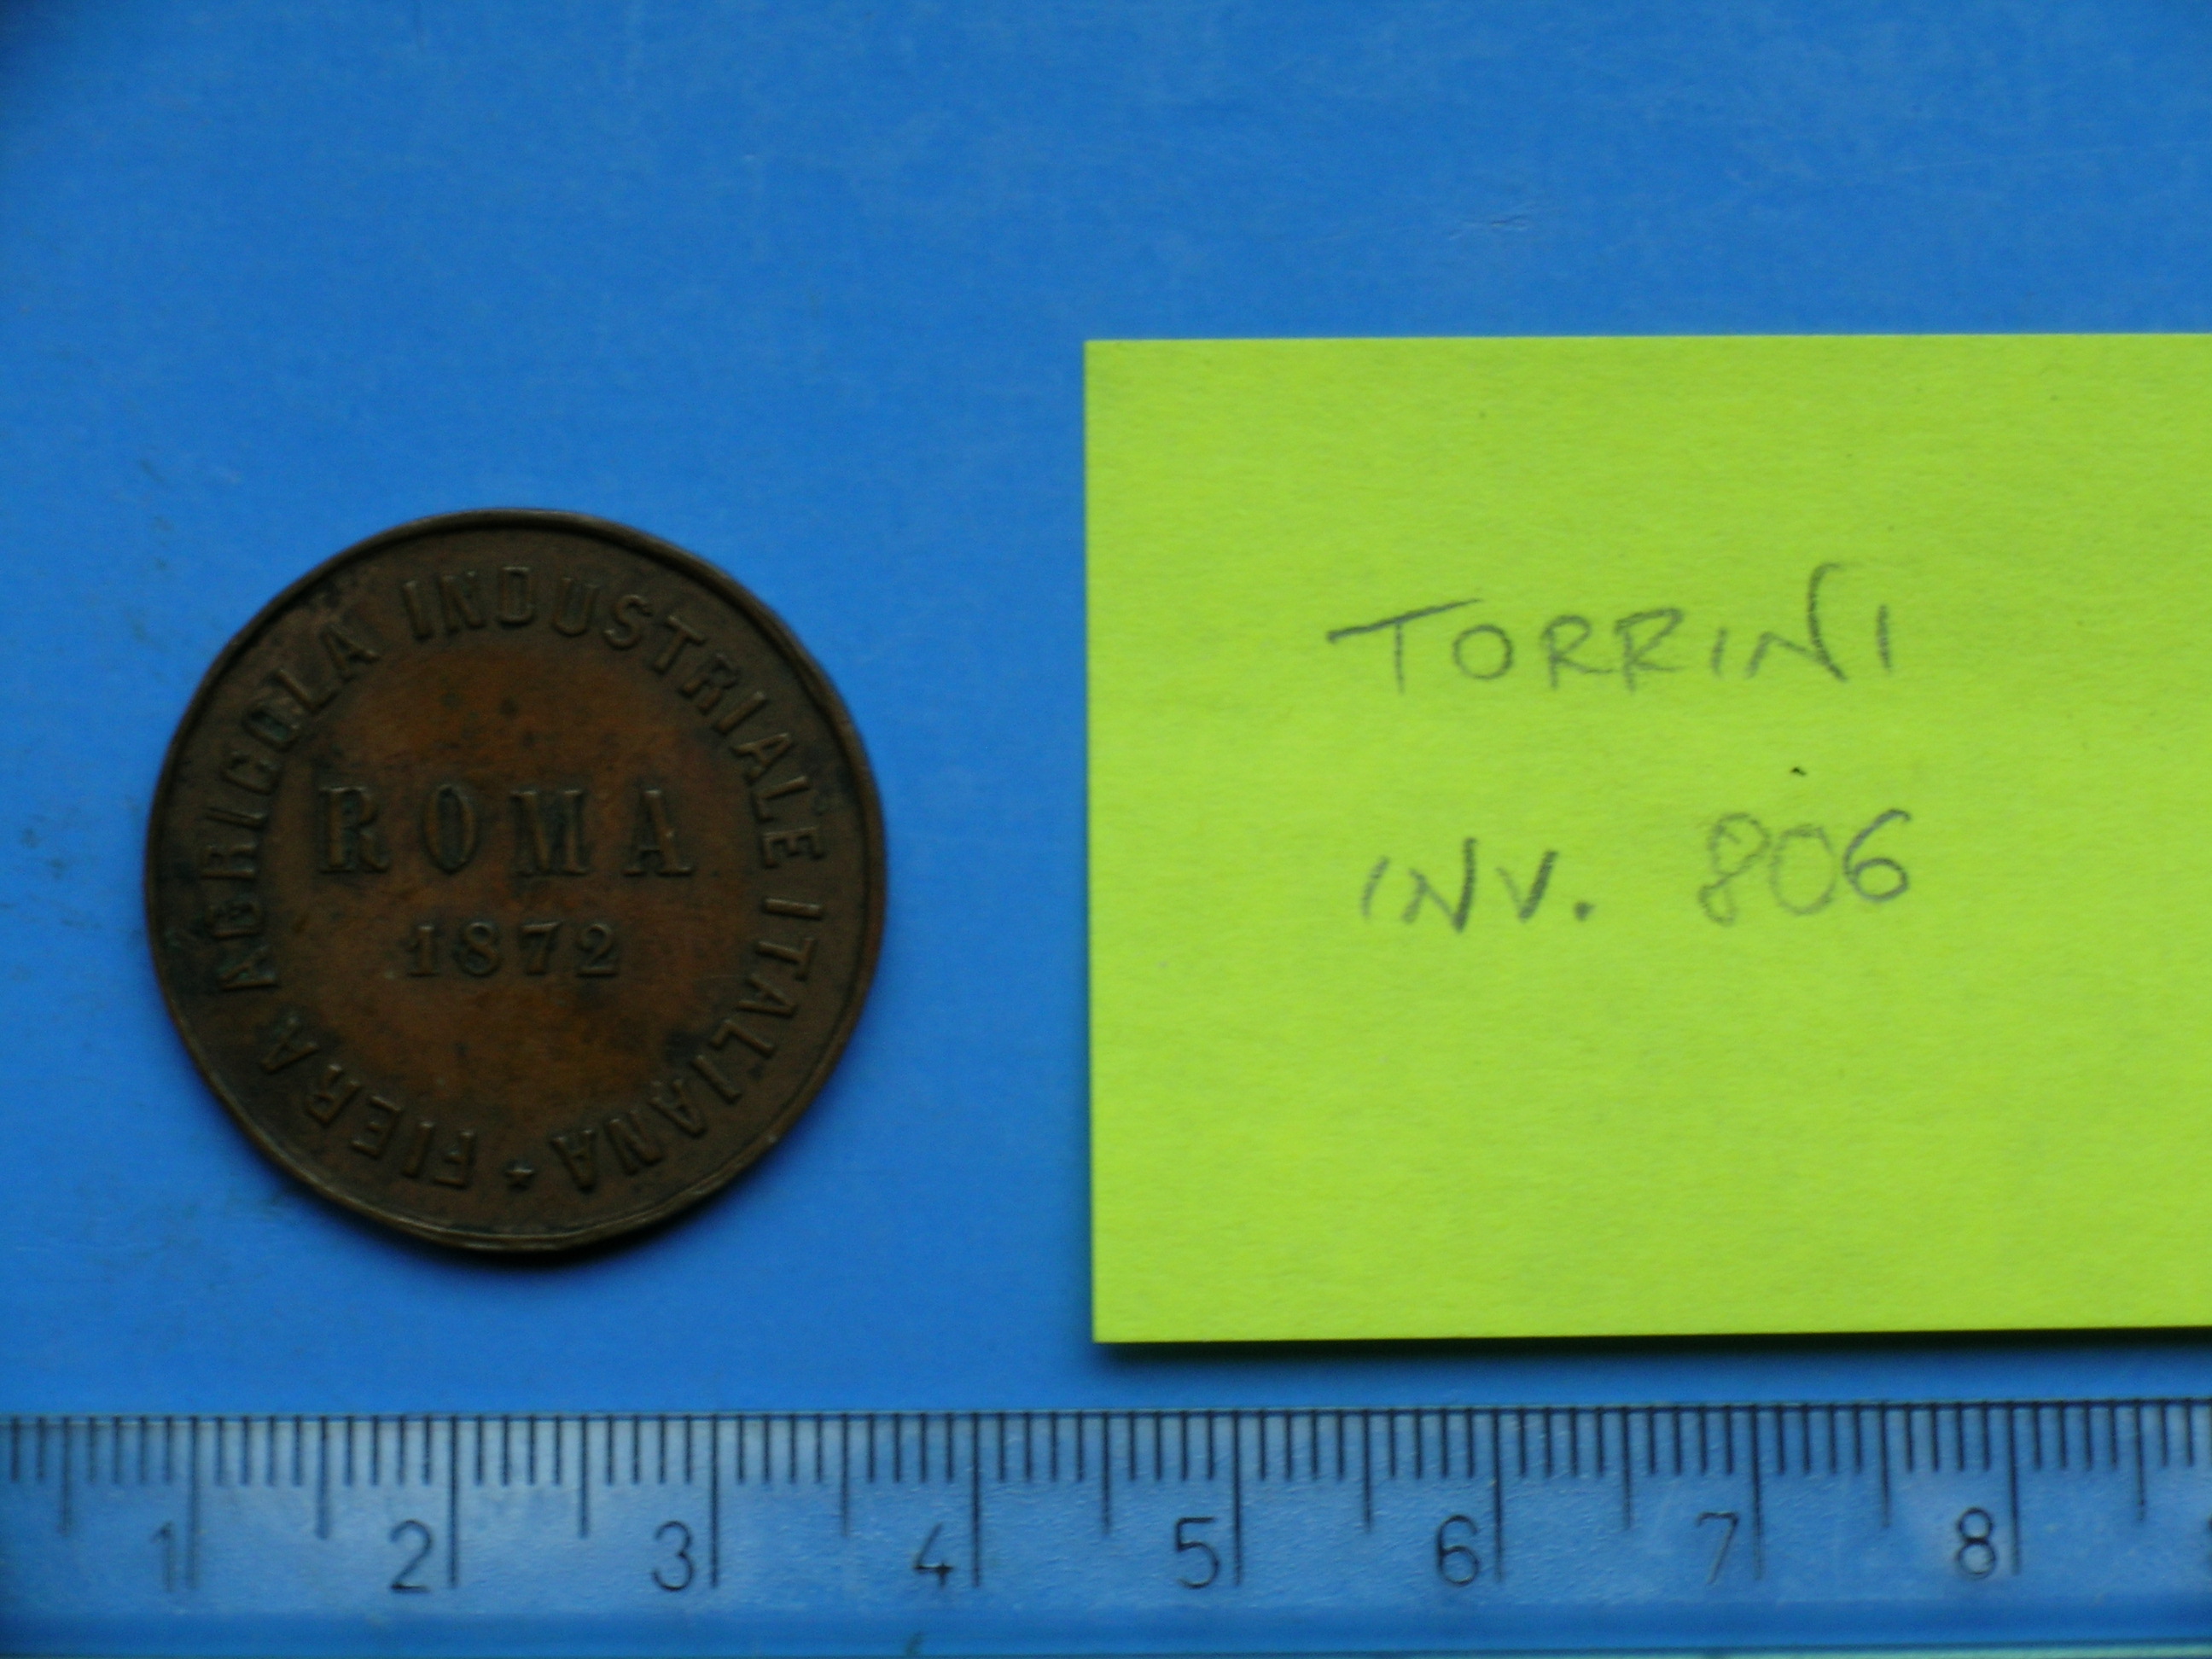 FIERA AGRICOLA INDUSTRIALE ITALIANA
ROMA
1872
TORRINI
INV. 806
1 2 3 4 5 6 7 8